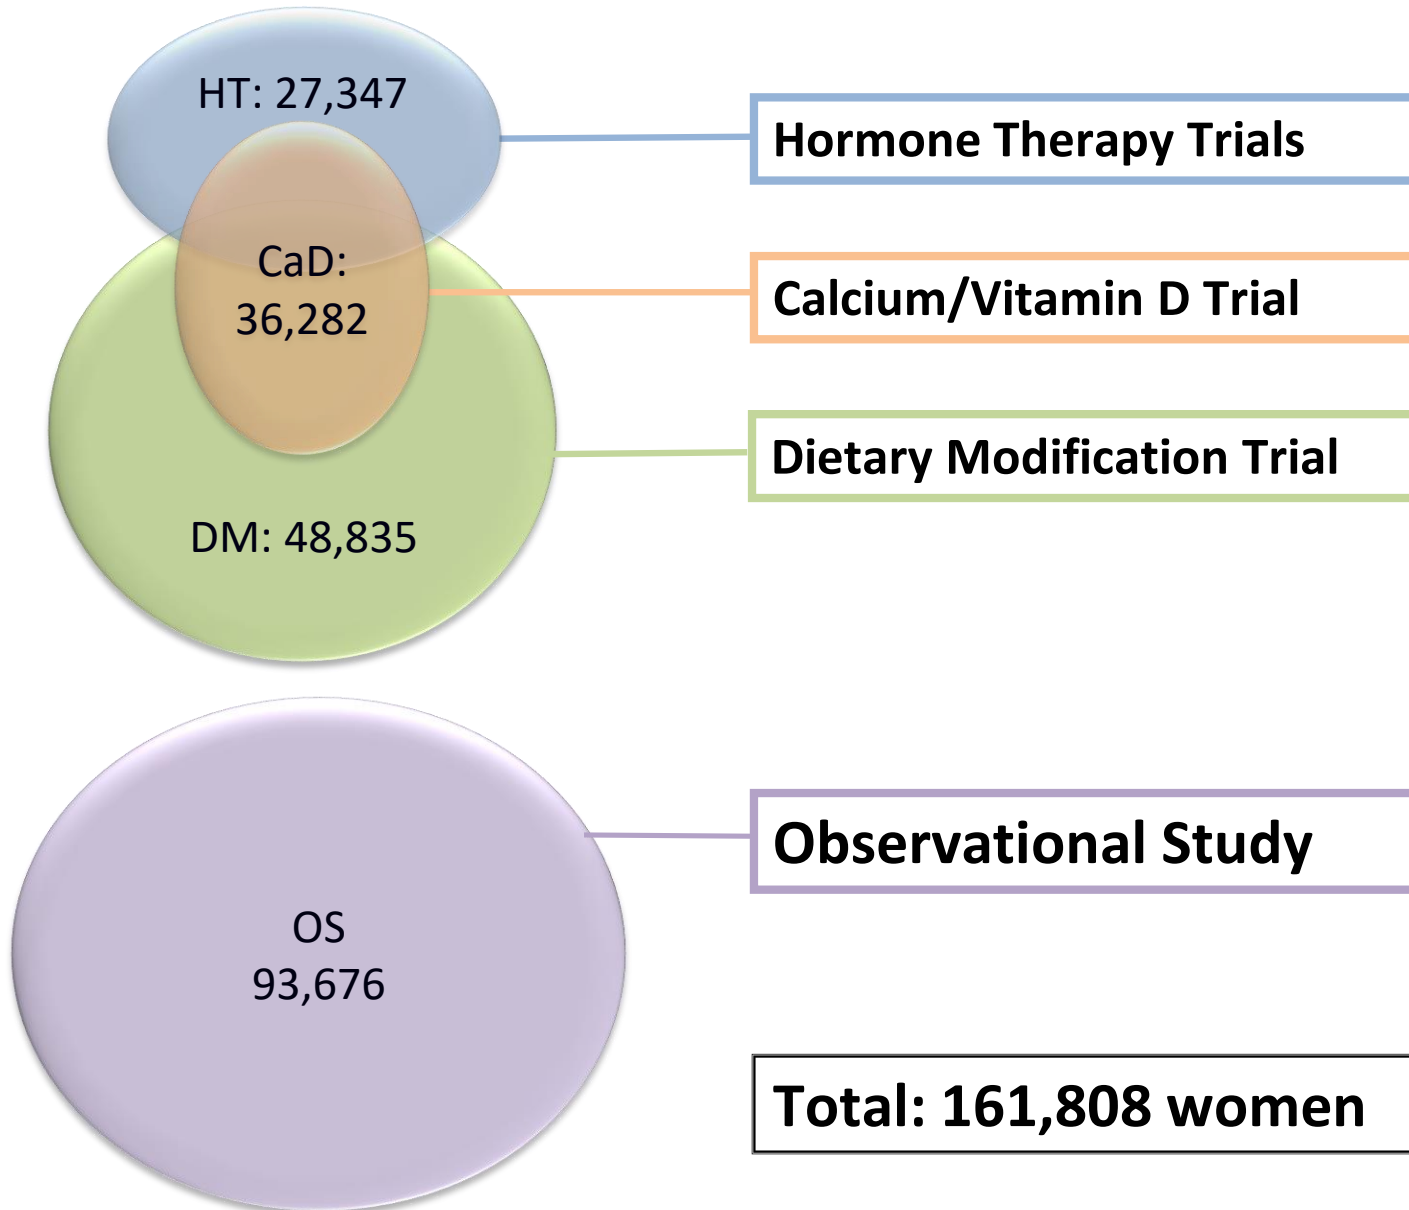 HT: 27,347
Hormone Therapy Trials
CaD:
36,282
Calcium/Vitamin D Trial
Dietary Modification Trial
DM: 48,835
Observational Study
OS
93,676
Total: 161,808 women